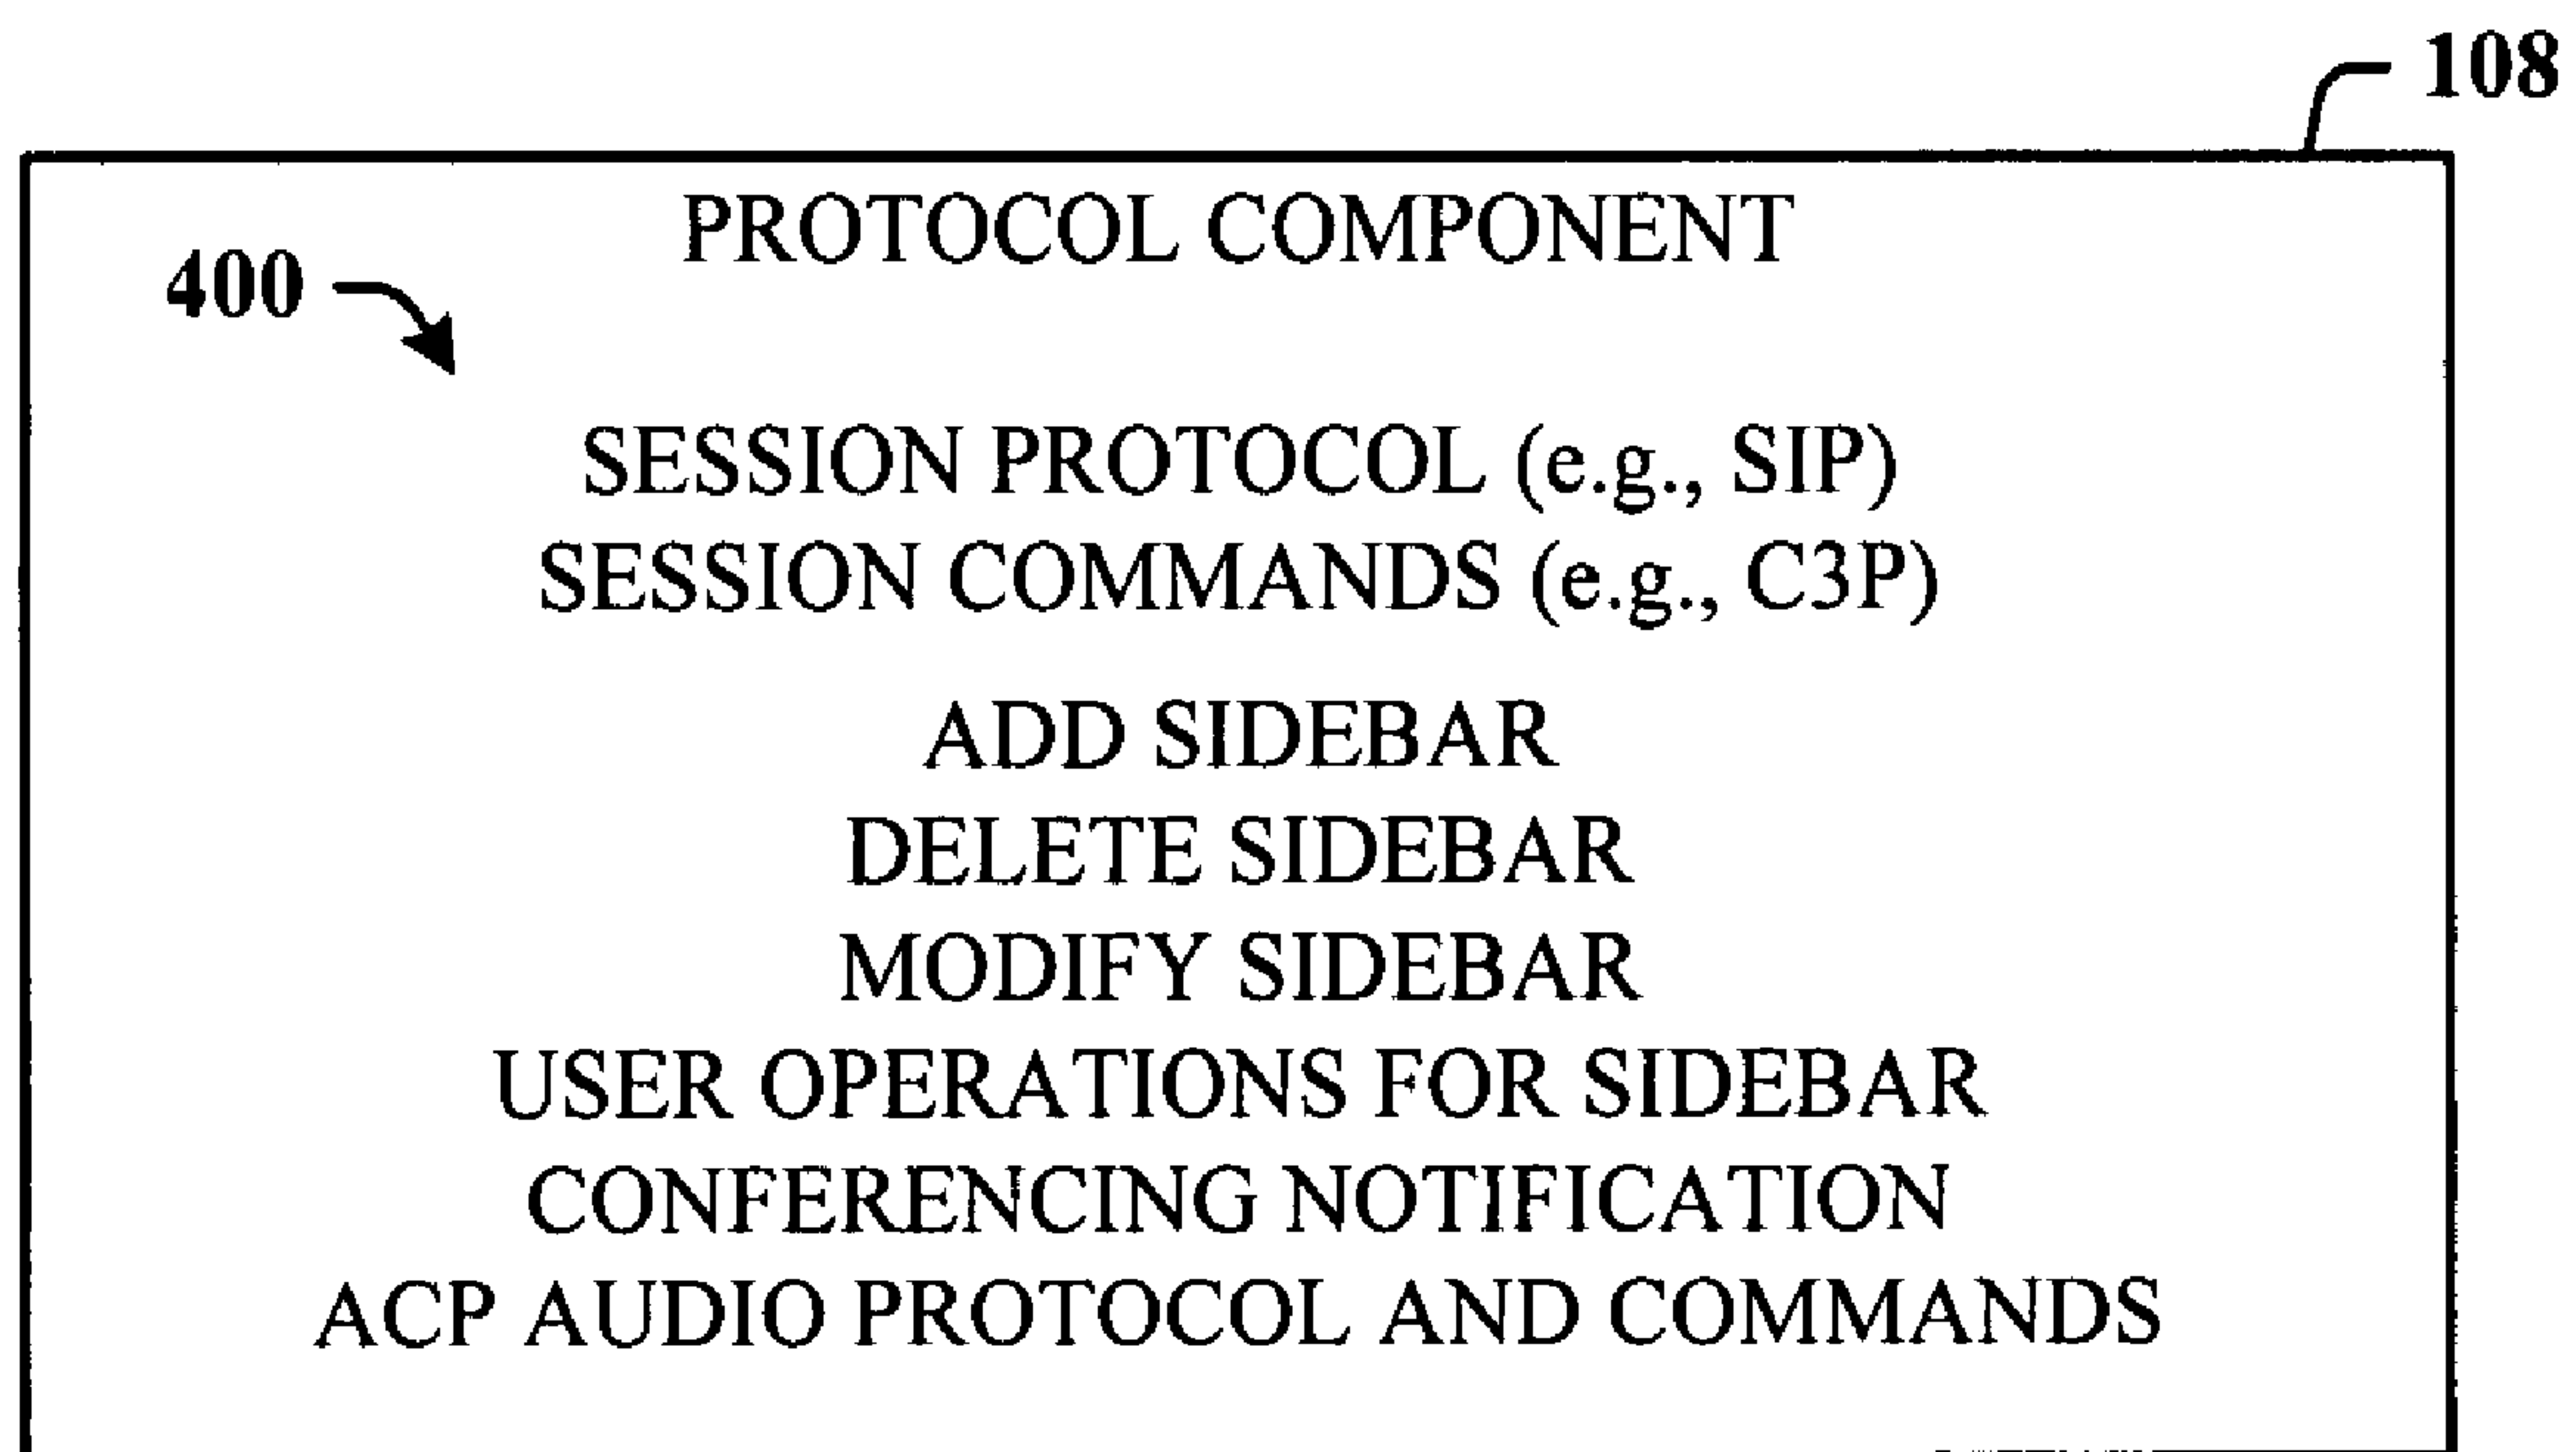 108
PROTOCOL COMPONENT
400
SESSION PROTOCOL (e.g., SIP)
SESSION COMMANDS (e.g., C3P)
ADD SIDEBAR
DELETE SIDEBAR
MODIFY SIDEBAR
USER OPERATIONS FOR SIDEBAR
CONFERENCING NOTIFICATION
ACP AUDIO PROTOCOL AND COMMANDS